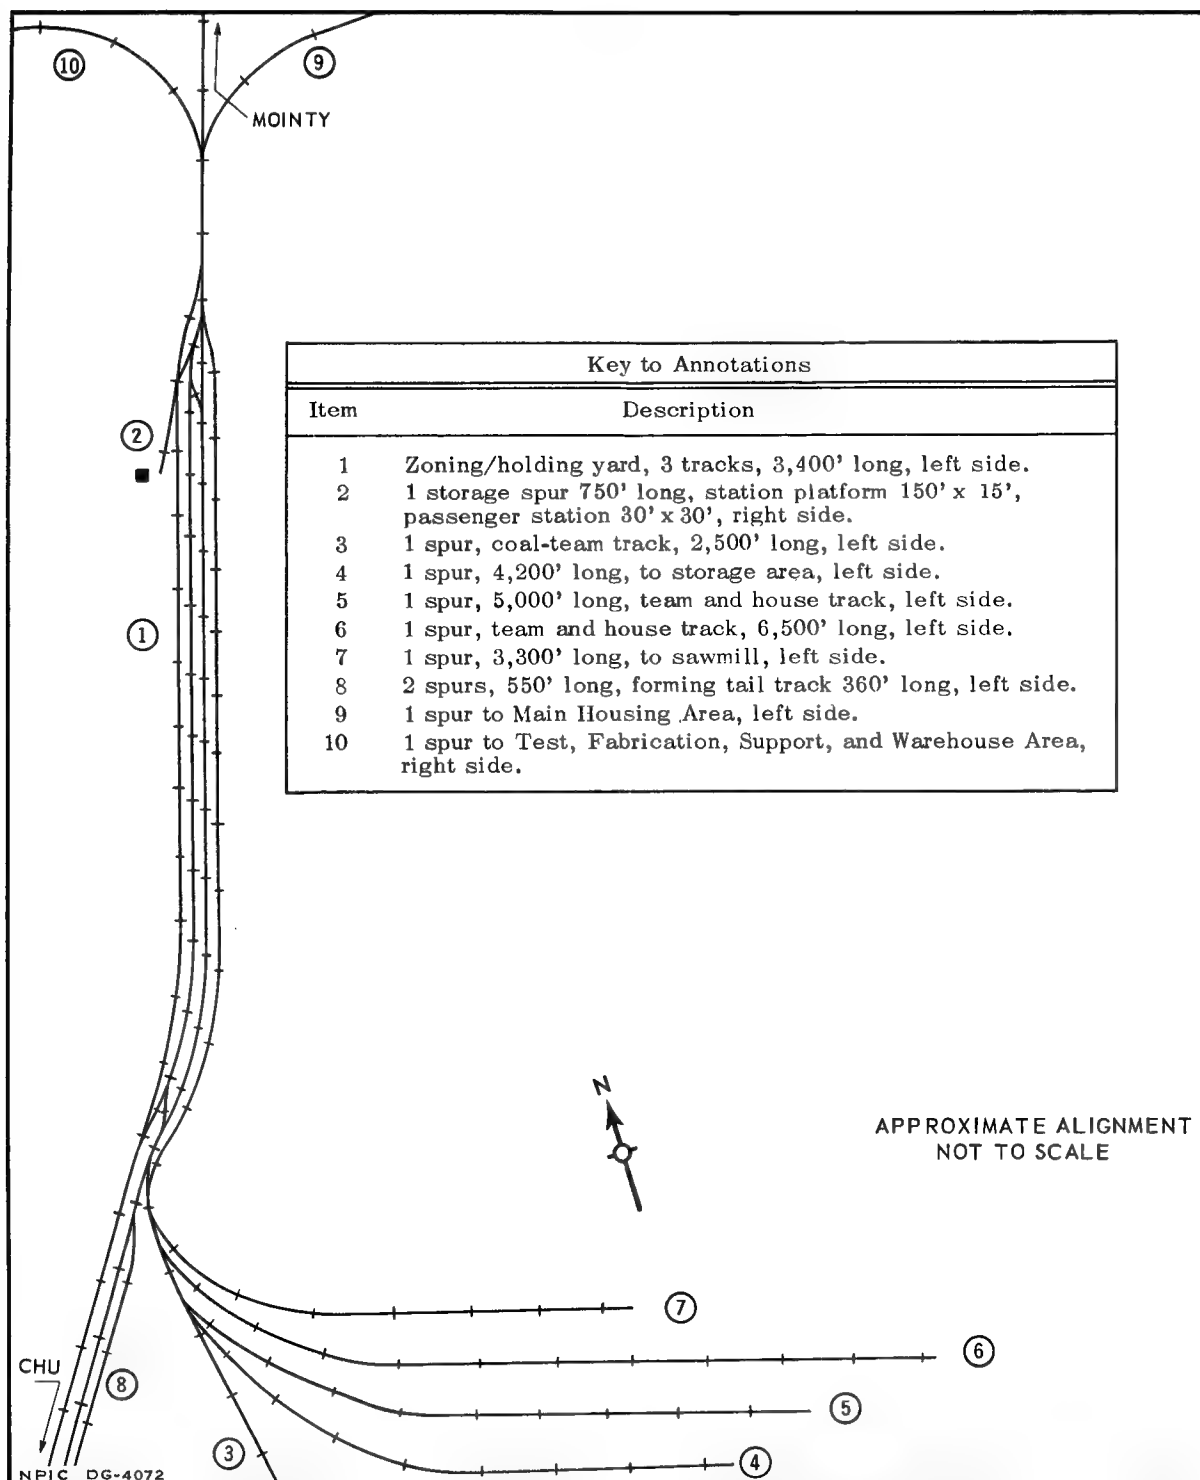 10
9
MOINTY
Key to Annotations
Item Description
1 Zoning/holding yard, 3 tracks, 3,400' long, left side.
2 1 storage spur 750' long, station platform 150' x 15',
passenger station 30' x 30', right side.
3 1 spur, coal-team track, 2,500' long, left side.
4 1 spur, 4,200' long, to storage area, left side.
5 1 spur, 5,000' long, team and house track, left side.
6 1 spur, team and house track, 6,500' long, left side.
7 1 spur, 3,300' long, to sawmill, left side.
8 2 spurs, 550' long, forming tail track 360' long, left side.
9 1 spur to Main Housing Area, left side.
10 1 spur to Test, Fabrication, Support, and Warehouse Area,
right side.
2
1
N
APPROXIMATE ALIGNMENT
NOT TO SCALE
7
6
CHU
8
5
3
4
NPIC DG-4072